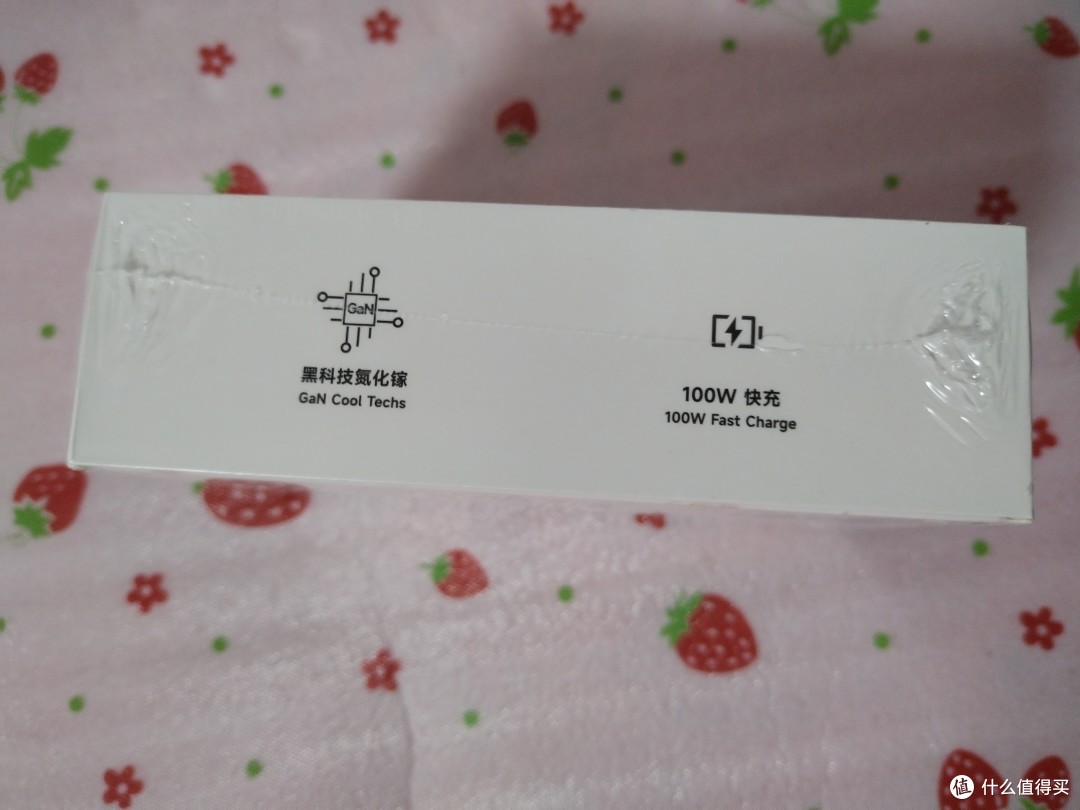 GaN
黑科技氮化镓
GaN Cool Techs
100W 快充
100W Fast Charge
值 什么值得买